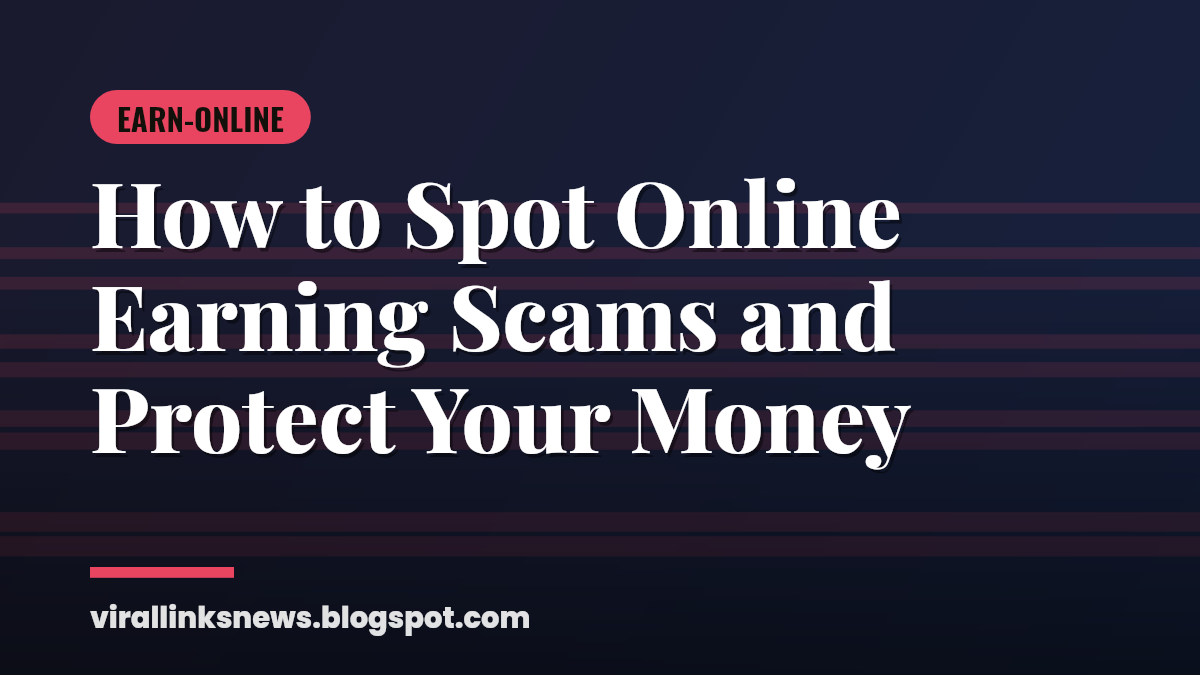 EARN-ONLINE
How to Spot Online
Earning Scams and
Protect Your Money
virallinksnews.blogspot.com